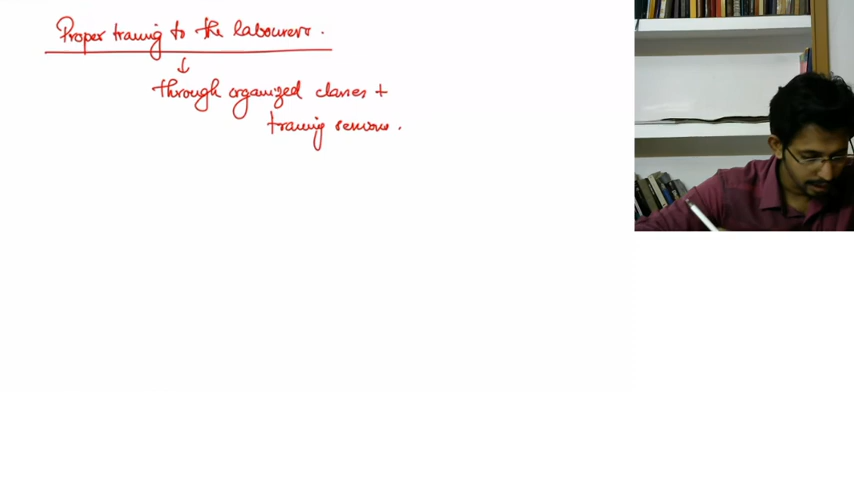 Proper training to the labourers.
↓
through organized classes +
training sessions.